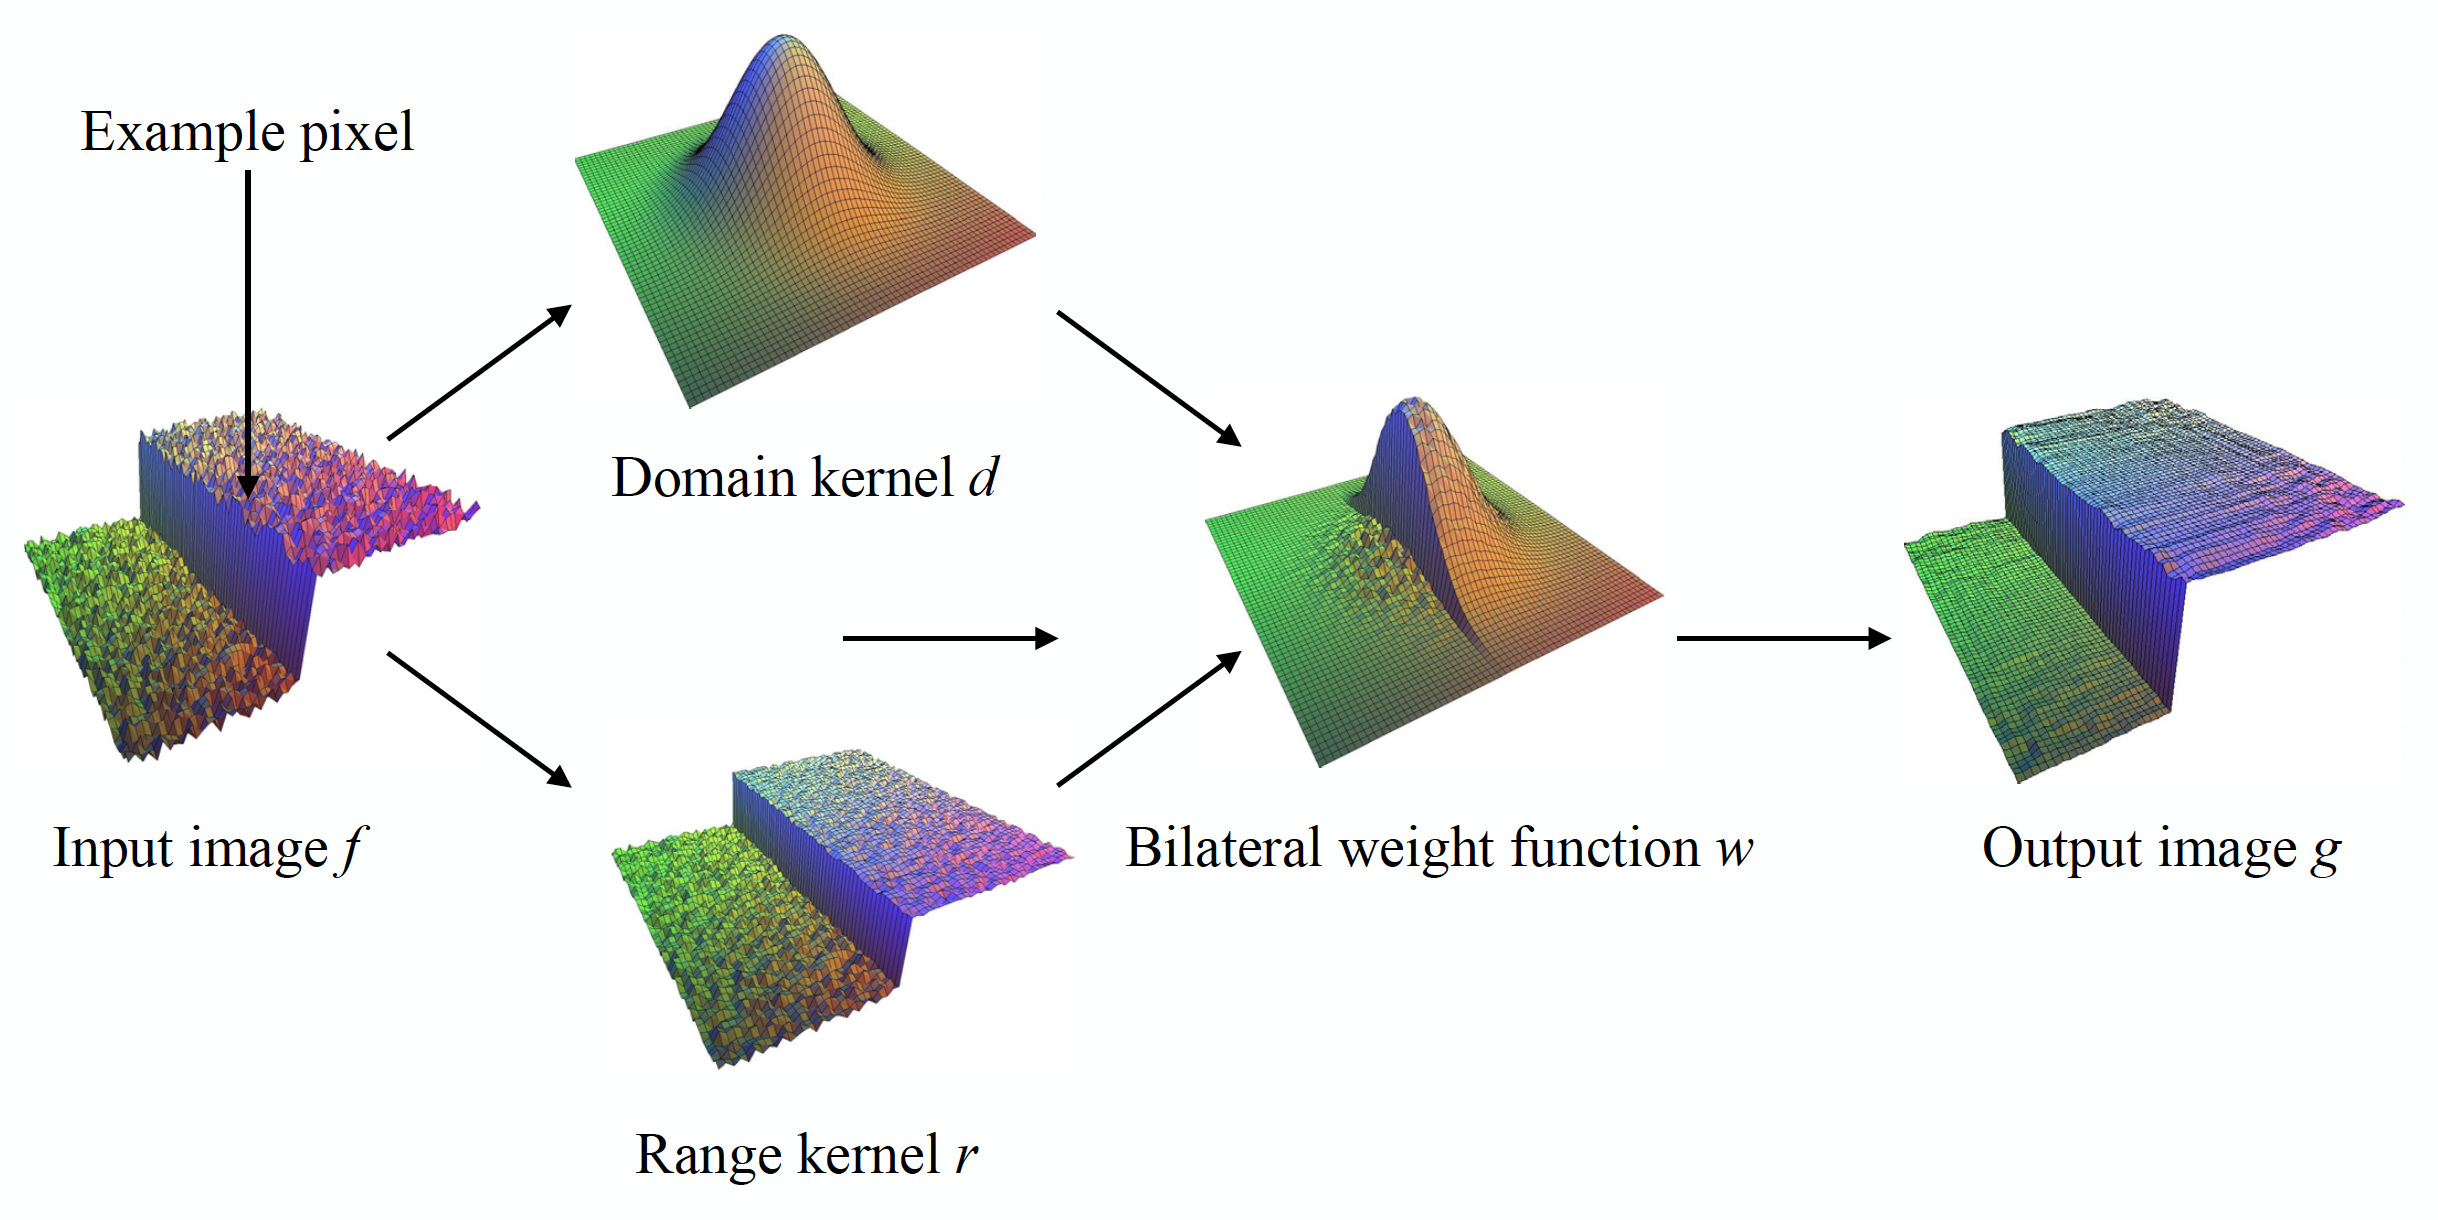 Example pixel
Domain kernel d
Input image f
Bilateral weight function w
Output image g
Range kernel r